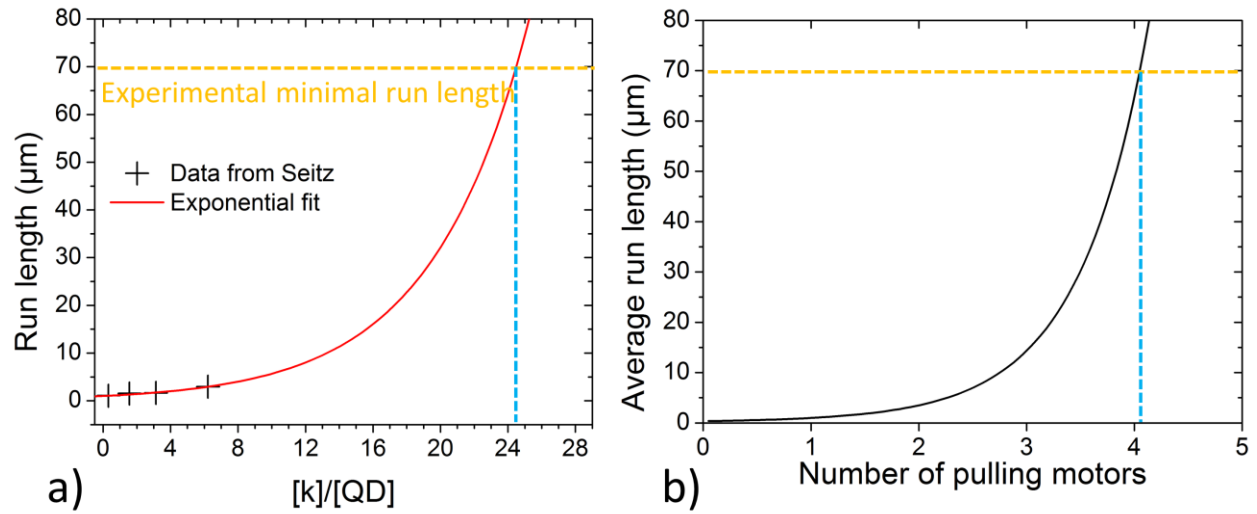 80
70
60
50
40
30
20
10
0
Run length (µm)
Experimental minimal run length
Data from Seitz
Exponential fit
0 4 8 12 16 20 24 28
[k]/[QD]
a)
80
70
60
50
40
30
20
10
0
Average run length (µm)
0 1 2 3 4 5
Number of pulling motors
b)